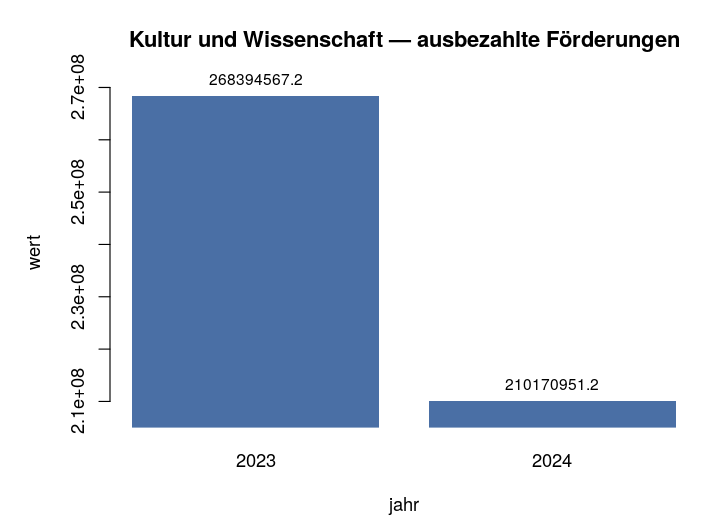 Kultur und Wissenschaft — ausbezahlte Förderungen
wert
2.7e+08
2.5e+08
2.3e+08
2.1e+08
268394567.2
210170951.2
2023
2024
jahr